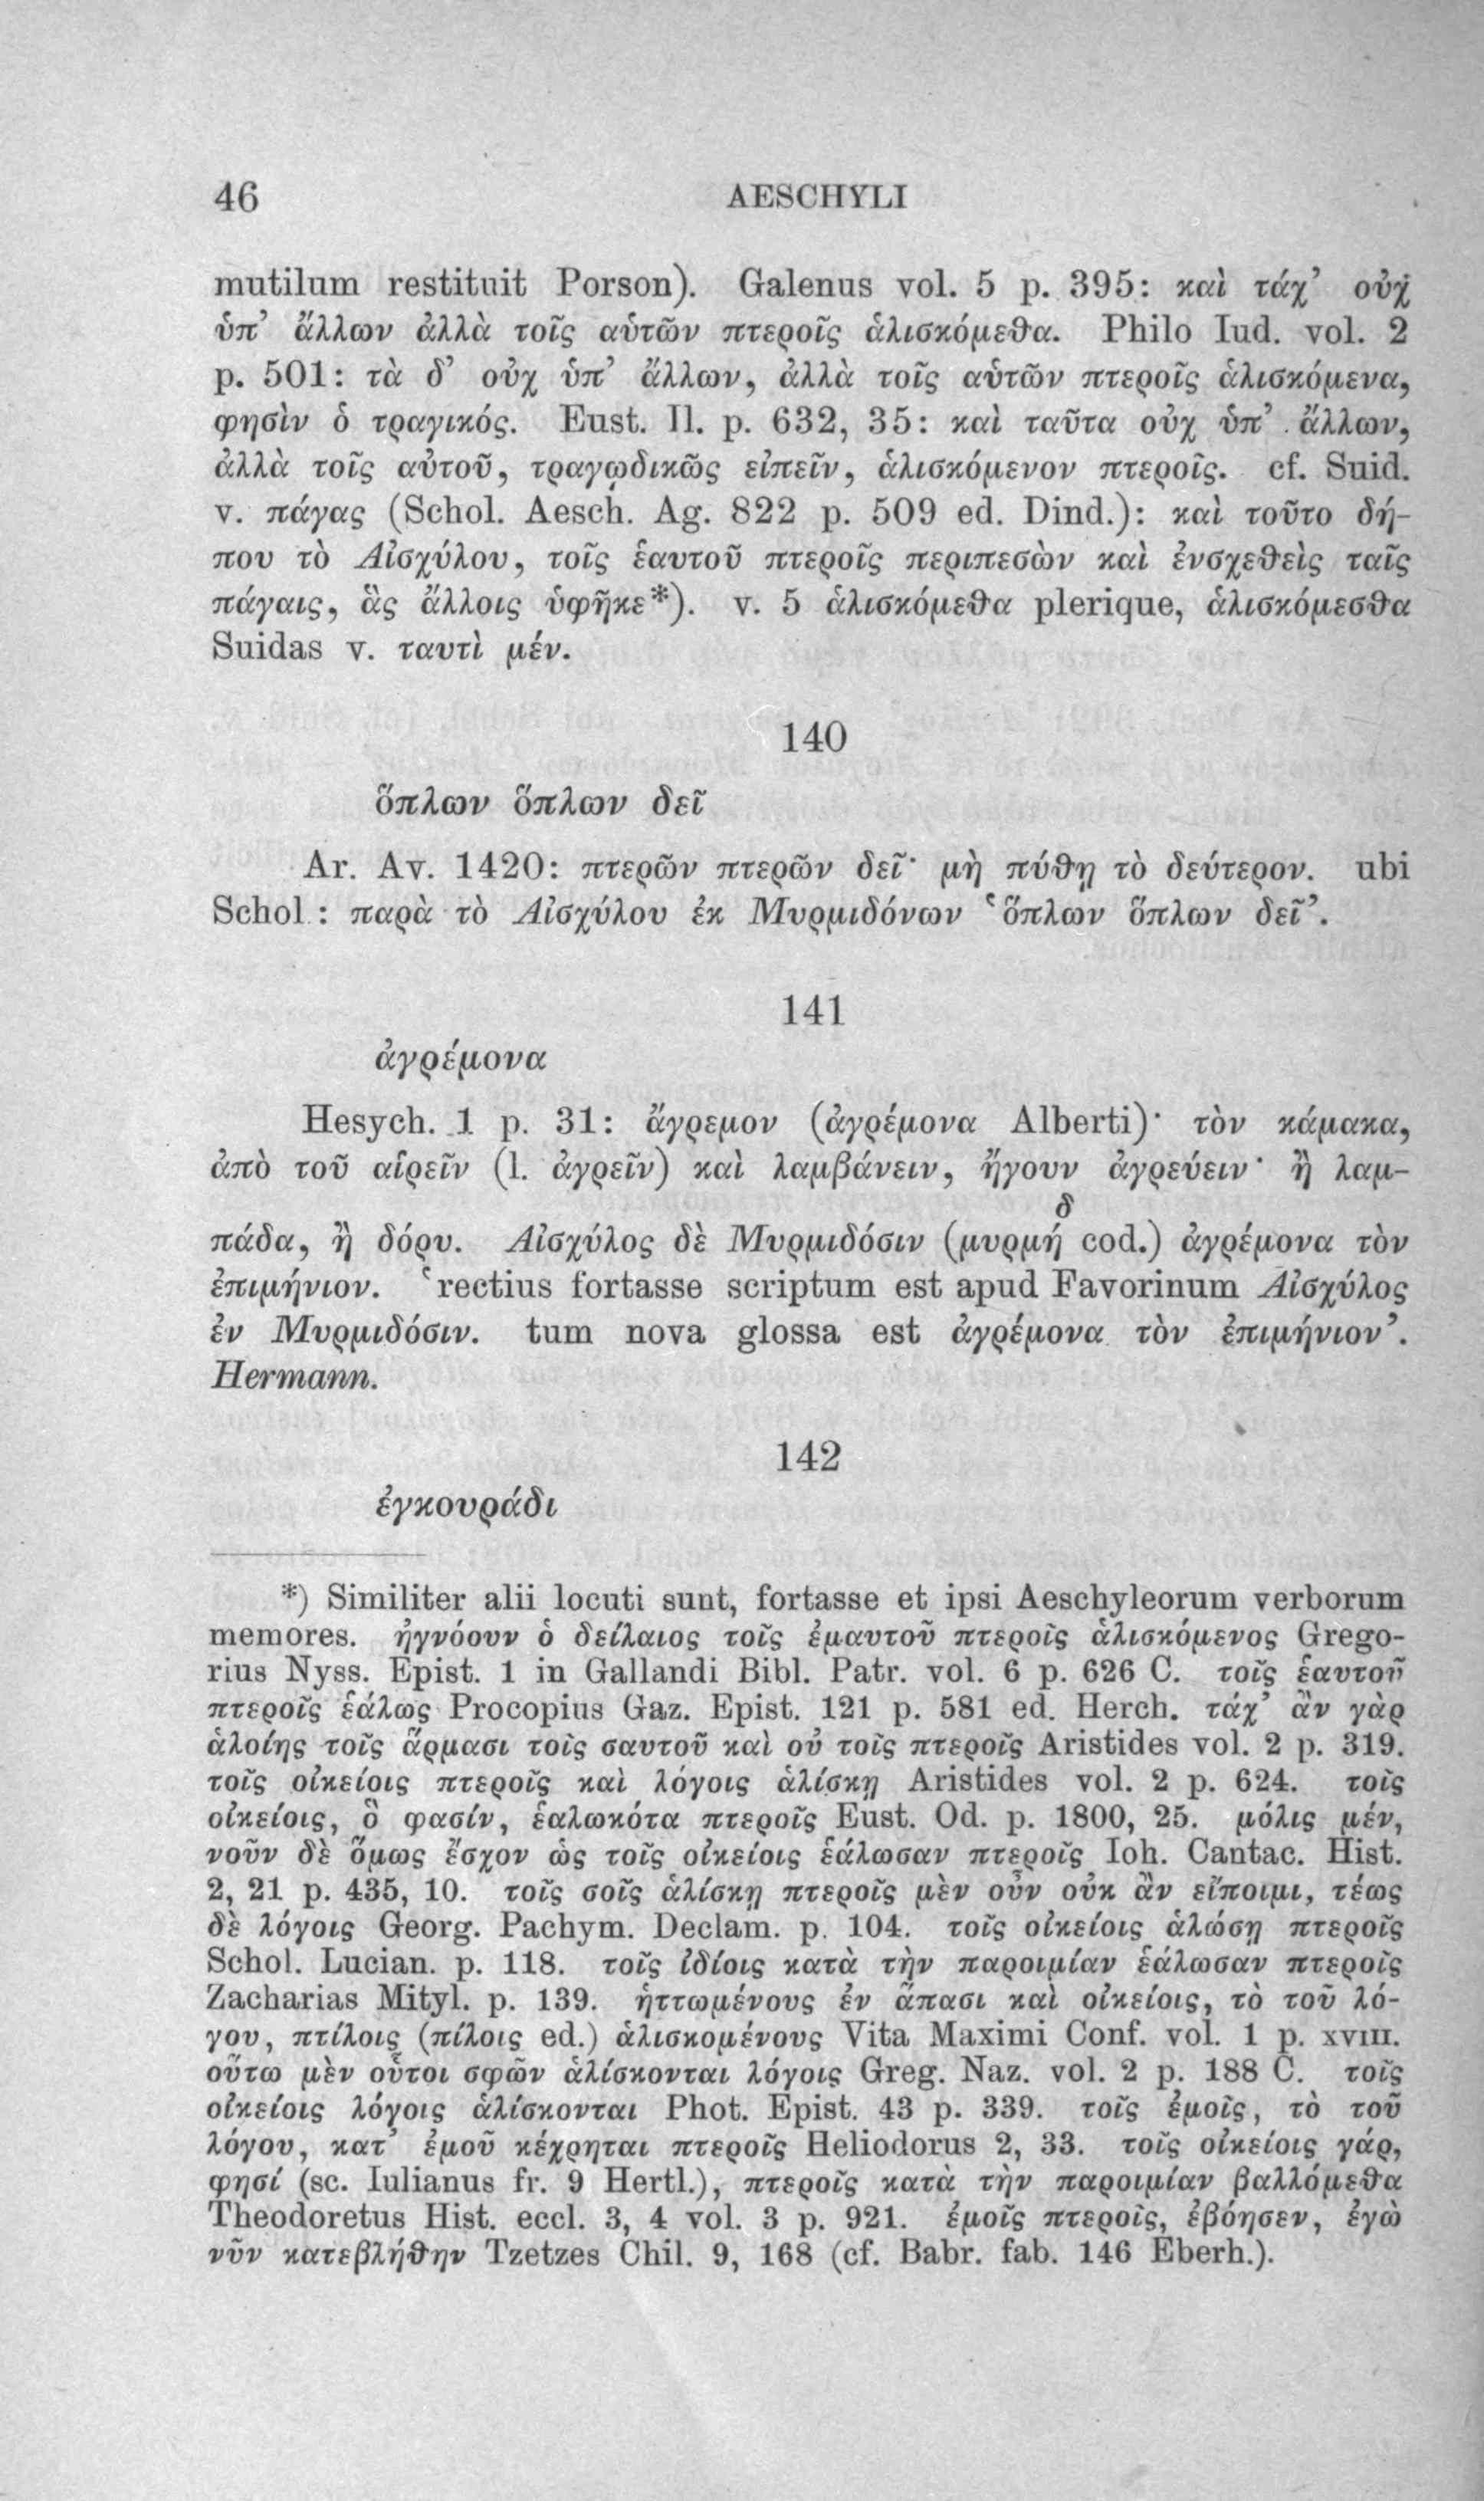 46 AESCHYLI
mutilum restituit Porson). Galenus vol. 5 p. 395: καὶ τάχ’ οὐχ
ὑπ’ ἄλλων ἀλλὰ τοῖς αὑτῶν πτεροῖς ἁλισκόμεθα. Philo Iud. vol. 2
p. 501: τὰ δ’ οὐχ ὑπ’ ἄλλων, ἀλλὰ τοῖς αὑτῶν πτεροῖς ἁλισκόμενα,
φησὶν ὁ τραγικός. Eust. Il. p. 632, 35: καὶ ταῦτα οὐχ ὑπ’ ἄλλων,
ἀλλὰ τοῖς αὐτοῦ, τραγῳδικῶς εἰπεῖν, ἁλισκόμενον πτεροῖς. cf. Suid.
v. πάγας (Schol. Aesch. Ag. 822 p. 509 ed. Dind.): καὶ τοῦτο δή-
που τὸ Αἰσχύλου, τοῖς ἑαυτοῦ πτεροῖς περιπεσὼν καὶ ἐνσχεθεὶς ταῖς
πάγαις, ἃς ἄλλοις ὑφῆκε*). v. 5 ἁλισκόμεθα plerique, ἁλισκόμεσθα
Suidas v. ταυτὶ μέν.
140
ὅπλων ὅπλων δεῖ
Ar. Av. 1420: πτερῶν πτερῶν δεῖ· μὴ πύθῃ τὸ δεύτερον. ubi
Schol.: παρὰ τὸ Αἰσχύλου ἐκ Μυρμιδόνων ‘ὅπλων ὅπλων δεῖ’.
141
ἀγρέμονα
Hesych. 1 p. 31: ἄγρεμον (ἀγρέμονα Alberti)· τὸν κάμακα,
ἀπὸ τοῦ αἱρεῖν (l. ἀγρεῖν) καὶ λαμβάνειν, ἤγουν ἀγρεύειν· ἢ λαμ-
δ
πάδα, ἢ δόρυ. Αἰσχύλος δὲ Μυρμιδόσιν (μυρμή cod.) ἀγρέμονα τὸν
ἐπιμήνιον. ‘rectius fortasse scriptum est apud Favorinum Αἰσχύλος
ἐν Μυρμιδόσιν. tum nova glossa est ἀγρέμονα τὸν ἐπιμήνιον’.
Hermann.
142
ἐγκουράδι
*) Similiter alii locuti sunt, fortasse et ipsi Aeschyleorum verborum
memores. ἠγνόουν ὁ δείλαιος τοῖς ἐμαυτοῦ πτεροῖς ἁλισκόμενος Grego-
rius Nyss. Epist. 1 in Gallandi Bibl. Patr. vol. 6 p. 626 C. τοῖς ἑαυτοῦ
πτεροῖς ἑάλως Procopius Gaz. Epist. 121 p. 581 ed. Herch. τάχ’ ἂν γὰρ
ἁλοίης τοῖς ἅρμασι τοῖς σαυτοῦ καὶ οὐ τοῖς πτεροῖς Aristides vol. 2 p. 319.
τοῖς οἰκείοις πτεροῖς καὶ λόγοις ἁλίσκῃ Aristides vol. 2 p. 624. τοῖς
οἰκείοις, ὅ φασίν, ἑαλωκότα πτεροῖς Eust. Od. p. 1800, 25. μόλις μέν,
νοῦν δὲ ὅμως ἔσχον ὡς τοῖς οἰκείοις ἑάλωσαν πτεροῖς Ioh. Cantac. Hist.
2, 21 p. 435, 10. τοῖς σοῖς ἁλίσκῃ πτεροῖς μὲν οὖν οὐκ ἂν εἴποιμι, τέως
δὲ λόγοις Georg. Pachym. Declam. p. 104. τοῖς οἰκείοις ἁλώσῃ πτεροῖς
Schol. Lucian. p. 118. τοῖς ἰδίοις κατὰ τὴν παροιμίαν ἑάλωσαν πτεροῖς
Zacharias Mityl. p. 139. ἡττωμένους ἐν ἅπασι καὶ οἰκείοις, τὸ τοῦ λό-
γου, πτίλοις (πίλοις ed.) ἁλισκομένους Vita Maximi Conf. vol. 1 p. XVIII.
οὕτω μὲν οὗτοι σφῶν ἁλίσκονται λόγοις Greg. Naz. vol. 2 p. 188 C. τοῖς
οἰκείοις λόγοις ἁλίσκονται Phot. Epist. 43 p. 339. τοῖς ἐμοῖς, τὸ τοῦ
λόγου, κατ’ ἐμοῦ κέχρηται πτεροῖς Heliodorus 2, 33. τοῖς οἰκείοις γάρ,
φησί (sc. Iulianus fr. 9 Hertl.), πτεροῖς κατὰ τὴν παροιμίαν βαλλόμεθα
Theodoretus Hist. eccl. 3, 4 vol. 3 p. 921. ἐμοῖς πτεροῖς, ἐβόησεν, ἐγὼ
νῦν κατεβλήθην Tzetzes Chil. 9, 168 (cf. Babr. fab. 146 Eberh.).